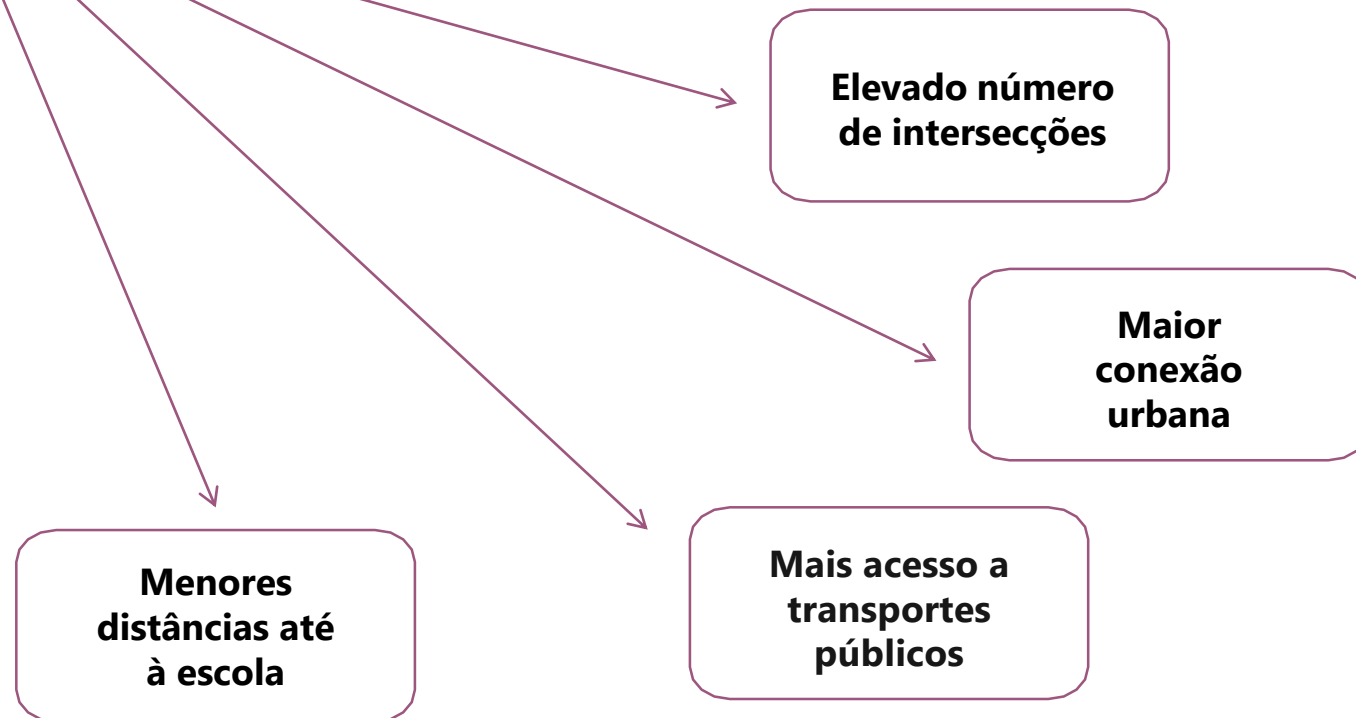 Elevado número
de intersecções
Maior
conexão
urbana
Mais acesso a
transportes
públicos
Menores
distâncias até
à escola